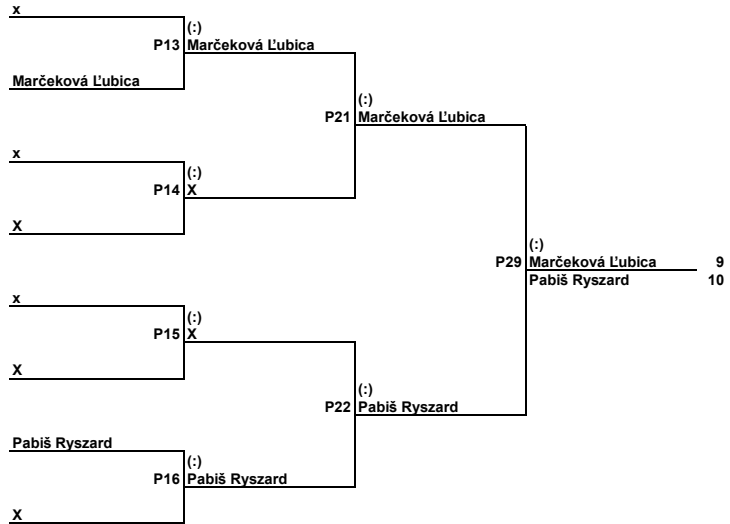 x
(:)
P13 Marčeková Ľubica
Marčeková Ľubica
(:)
P21 Marčeková Ľubica
x
(:)
P14 X
X
(:)
P29 Marčeková Ľubica 9
Pabiš Ryszard 10
x
(:)
P15 X
X
(:)
P22 Pabiš Ryszard
Pabiš Ryszard
(:)
P16 Pabiš Ryszard
X